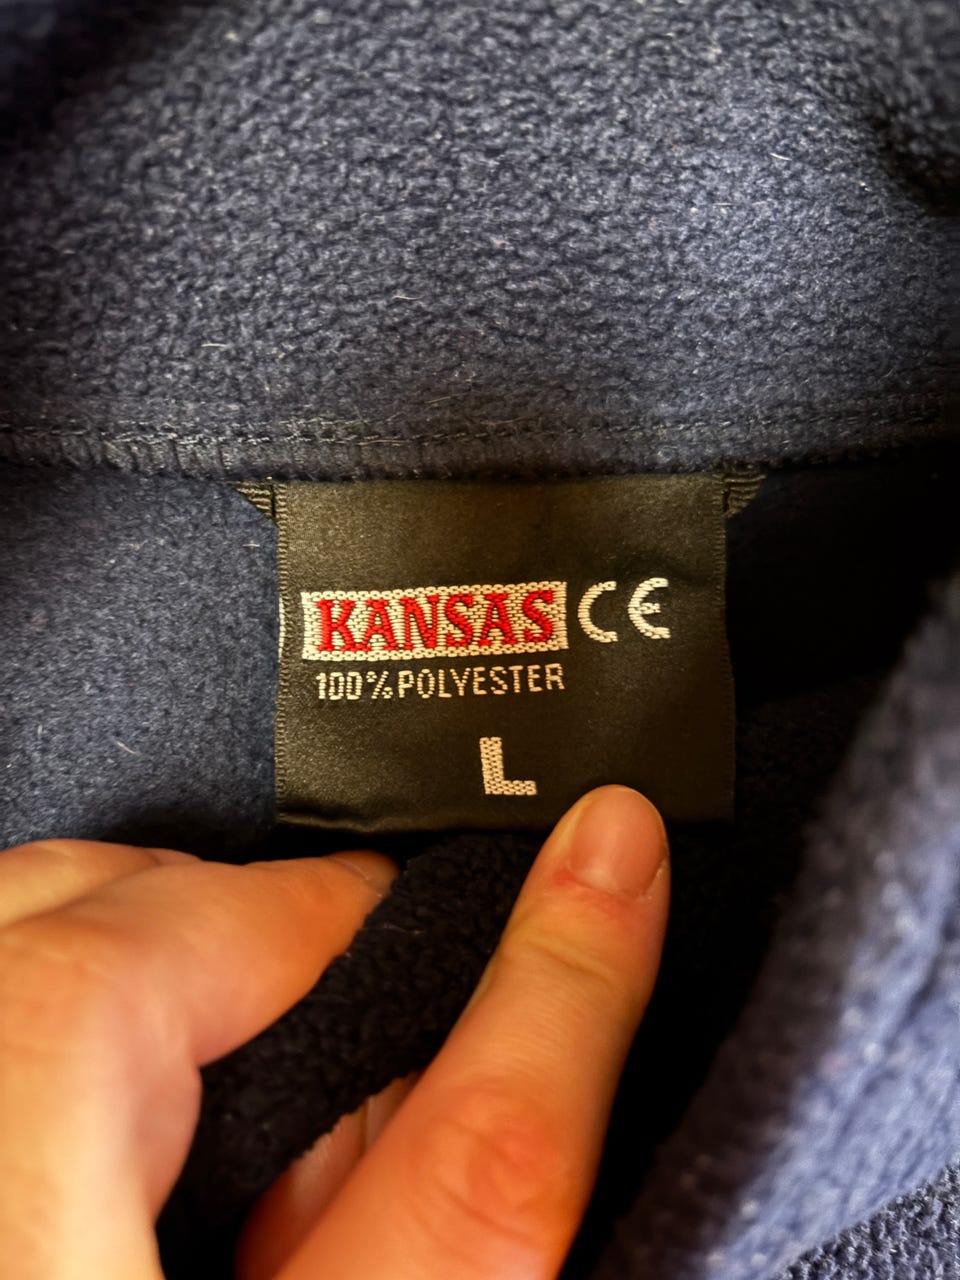 KANSAS CE
100% POLYESTER
L